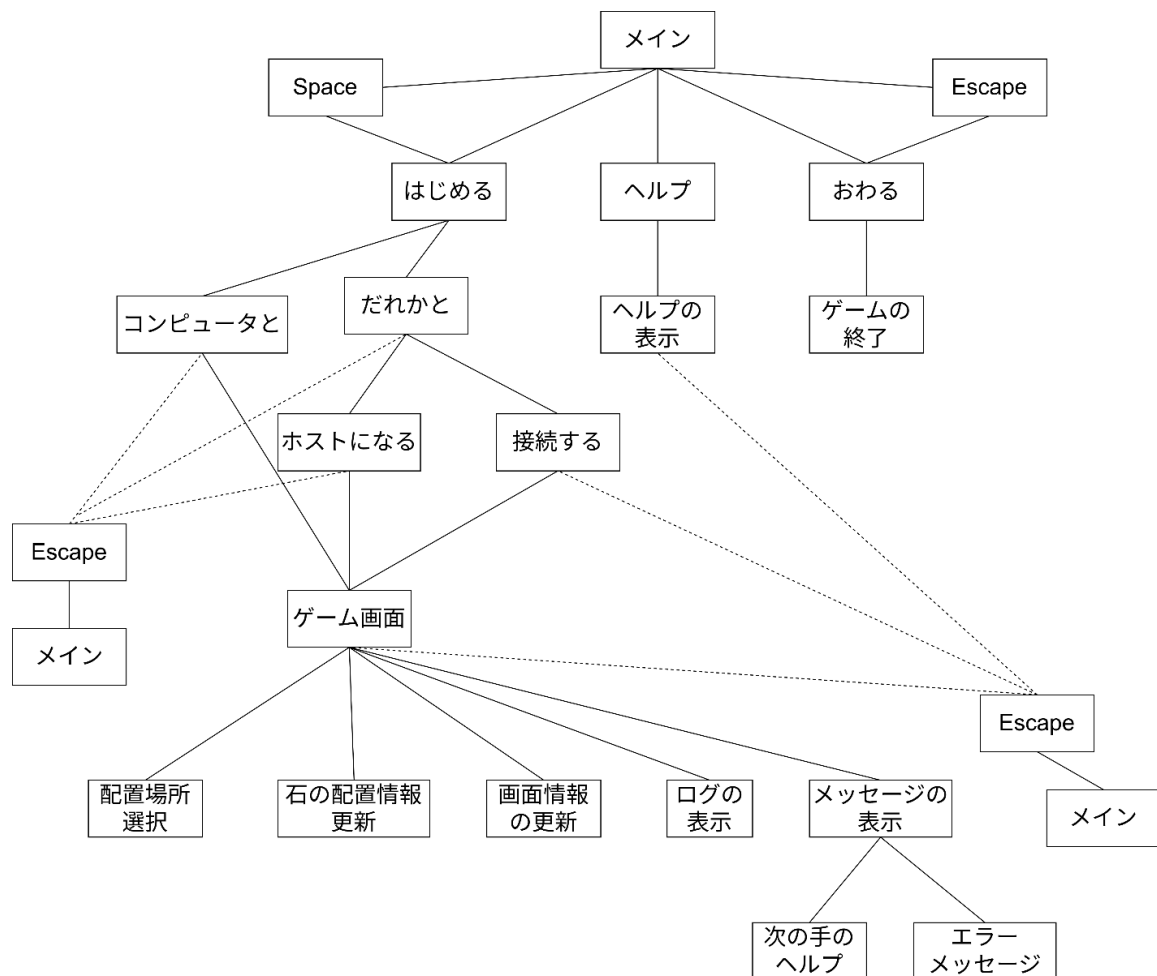 メイン
Space
Escape
はじめる
ヘルプ
おわる
コンピュータと
だれかと
ヘルプの
表示
ゲームの
終了
ホストになる
接続する
Escape
メイン
ゲーム画面
Escape
メイン
配置場所
選択
石の配置情報
更新
画面情報
の更新
ログの
表示
メッセージの
表示
次の手の
ヘルプ
エラー
メッセージ